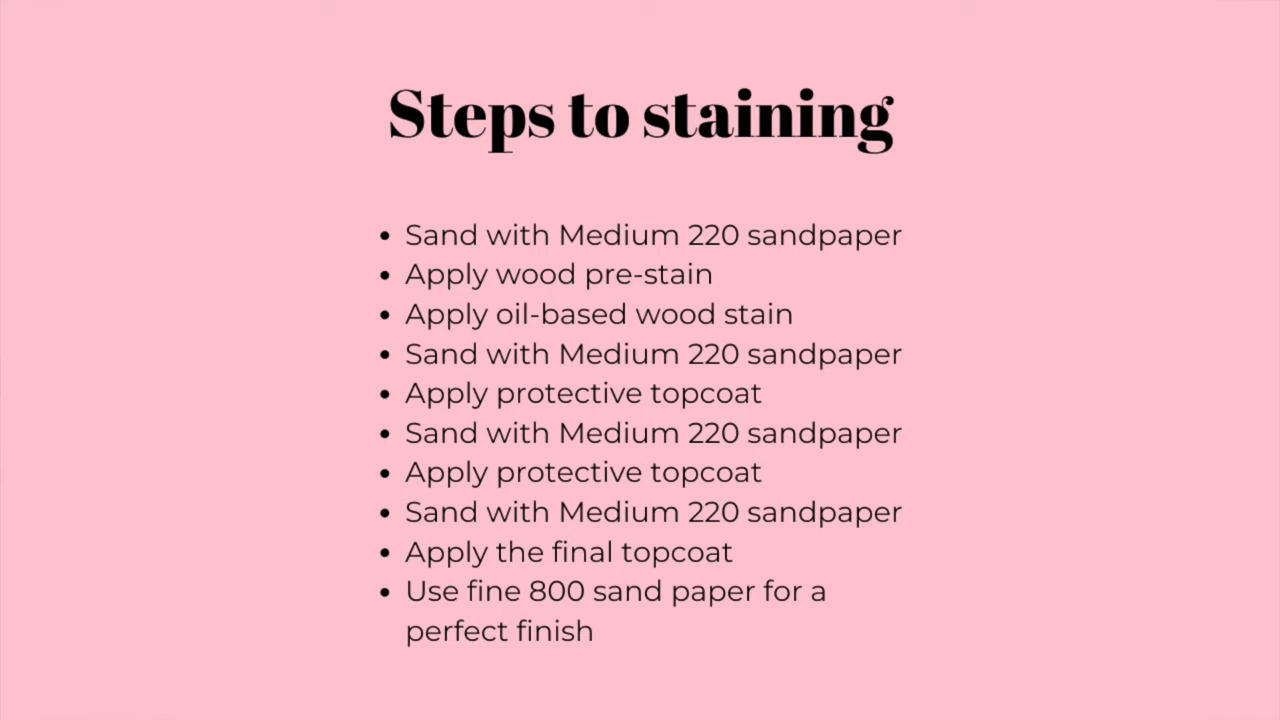 Steps to staining
• Sand with Medium 220 sandpaper
• Apply wood pre-stain
• Apply oil-based wood stain
• Sand with Medium 220 sandpaper
• Apply protective topcoat
• Sand with Medium 220 sandpaper
• Apply protective topcoat
• Sand with Medium 220 sandpaper
• Apply the final topcoat
• Use fine 800 sand paper for a
perfect finish